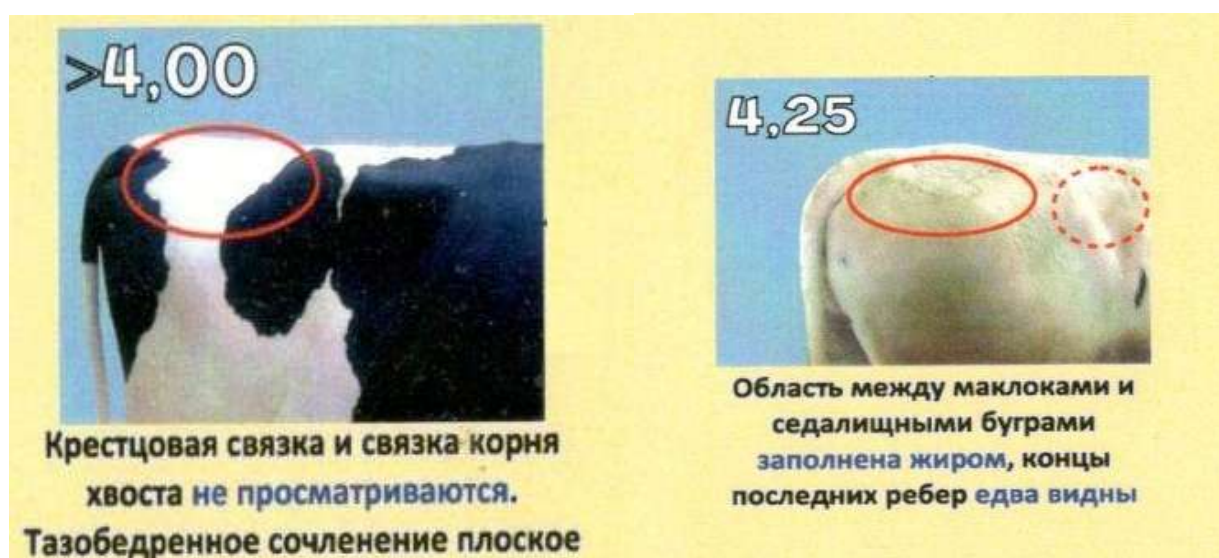 >4,00
Крестцовая связка и связка корня
хвоста не просматриваются.
Тазобедренное сочленение плоское
4,25
Область между маклоками и
седалищными буграми
заполнена жиром, концы
последних ребер едва видны